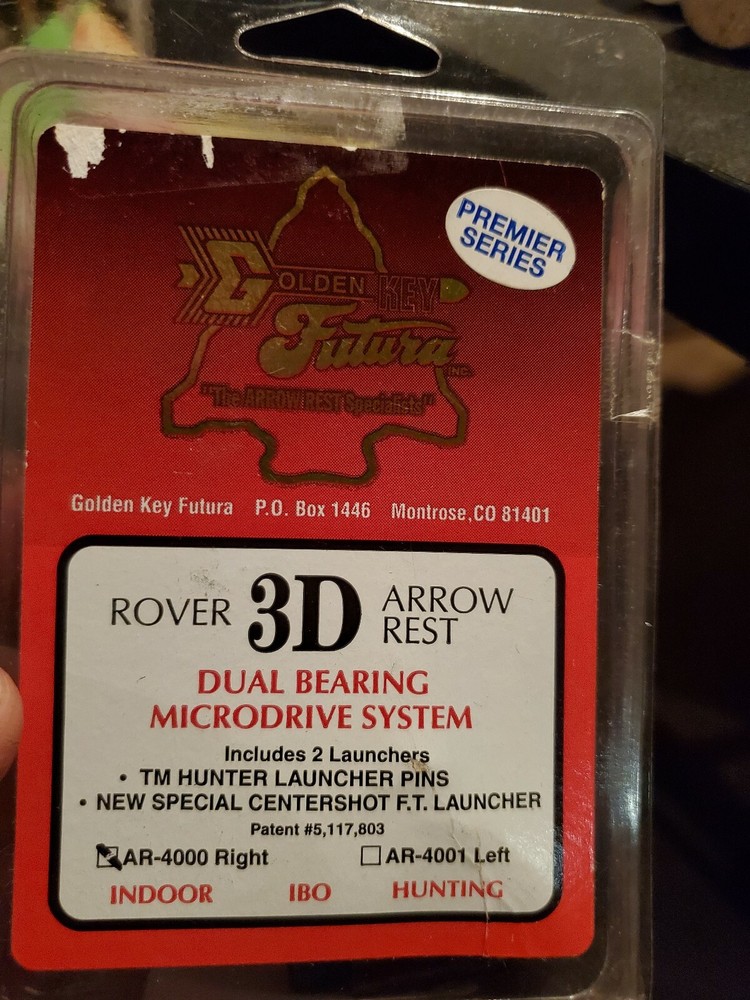 PREMIER
SERIES
GOLDEN KEY
Futura
INC.
"The ARROW REST Specialists"
Golden Key Futura P.O. Box 1446 Montrose,CO 81401
ROVER 3D ARROW
REST
DUAL BEARING
MICRODRIVE SYSTEM
Includes 2 Launchers
• TM HUNTER LAUNCHER PINS
• NEW SPECIAL CENTERSHOT F.T. LAUNCHER
Patent #5,117,803
AR-4000 Right AR-4001 Left
INDOOR IBO HUNTING